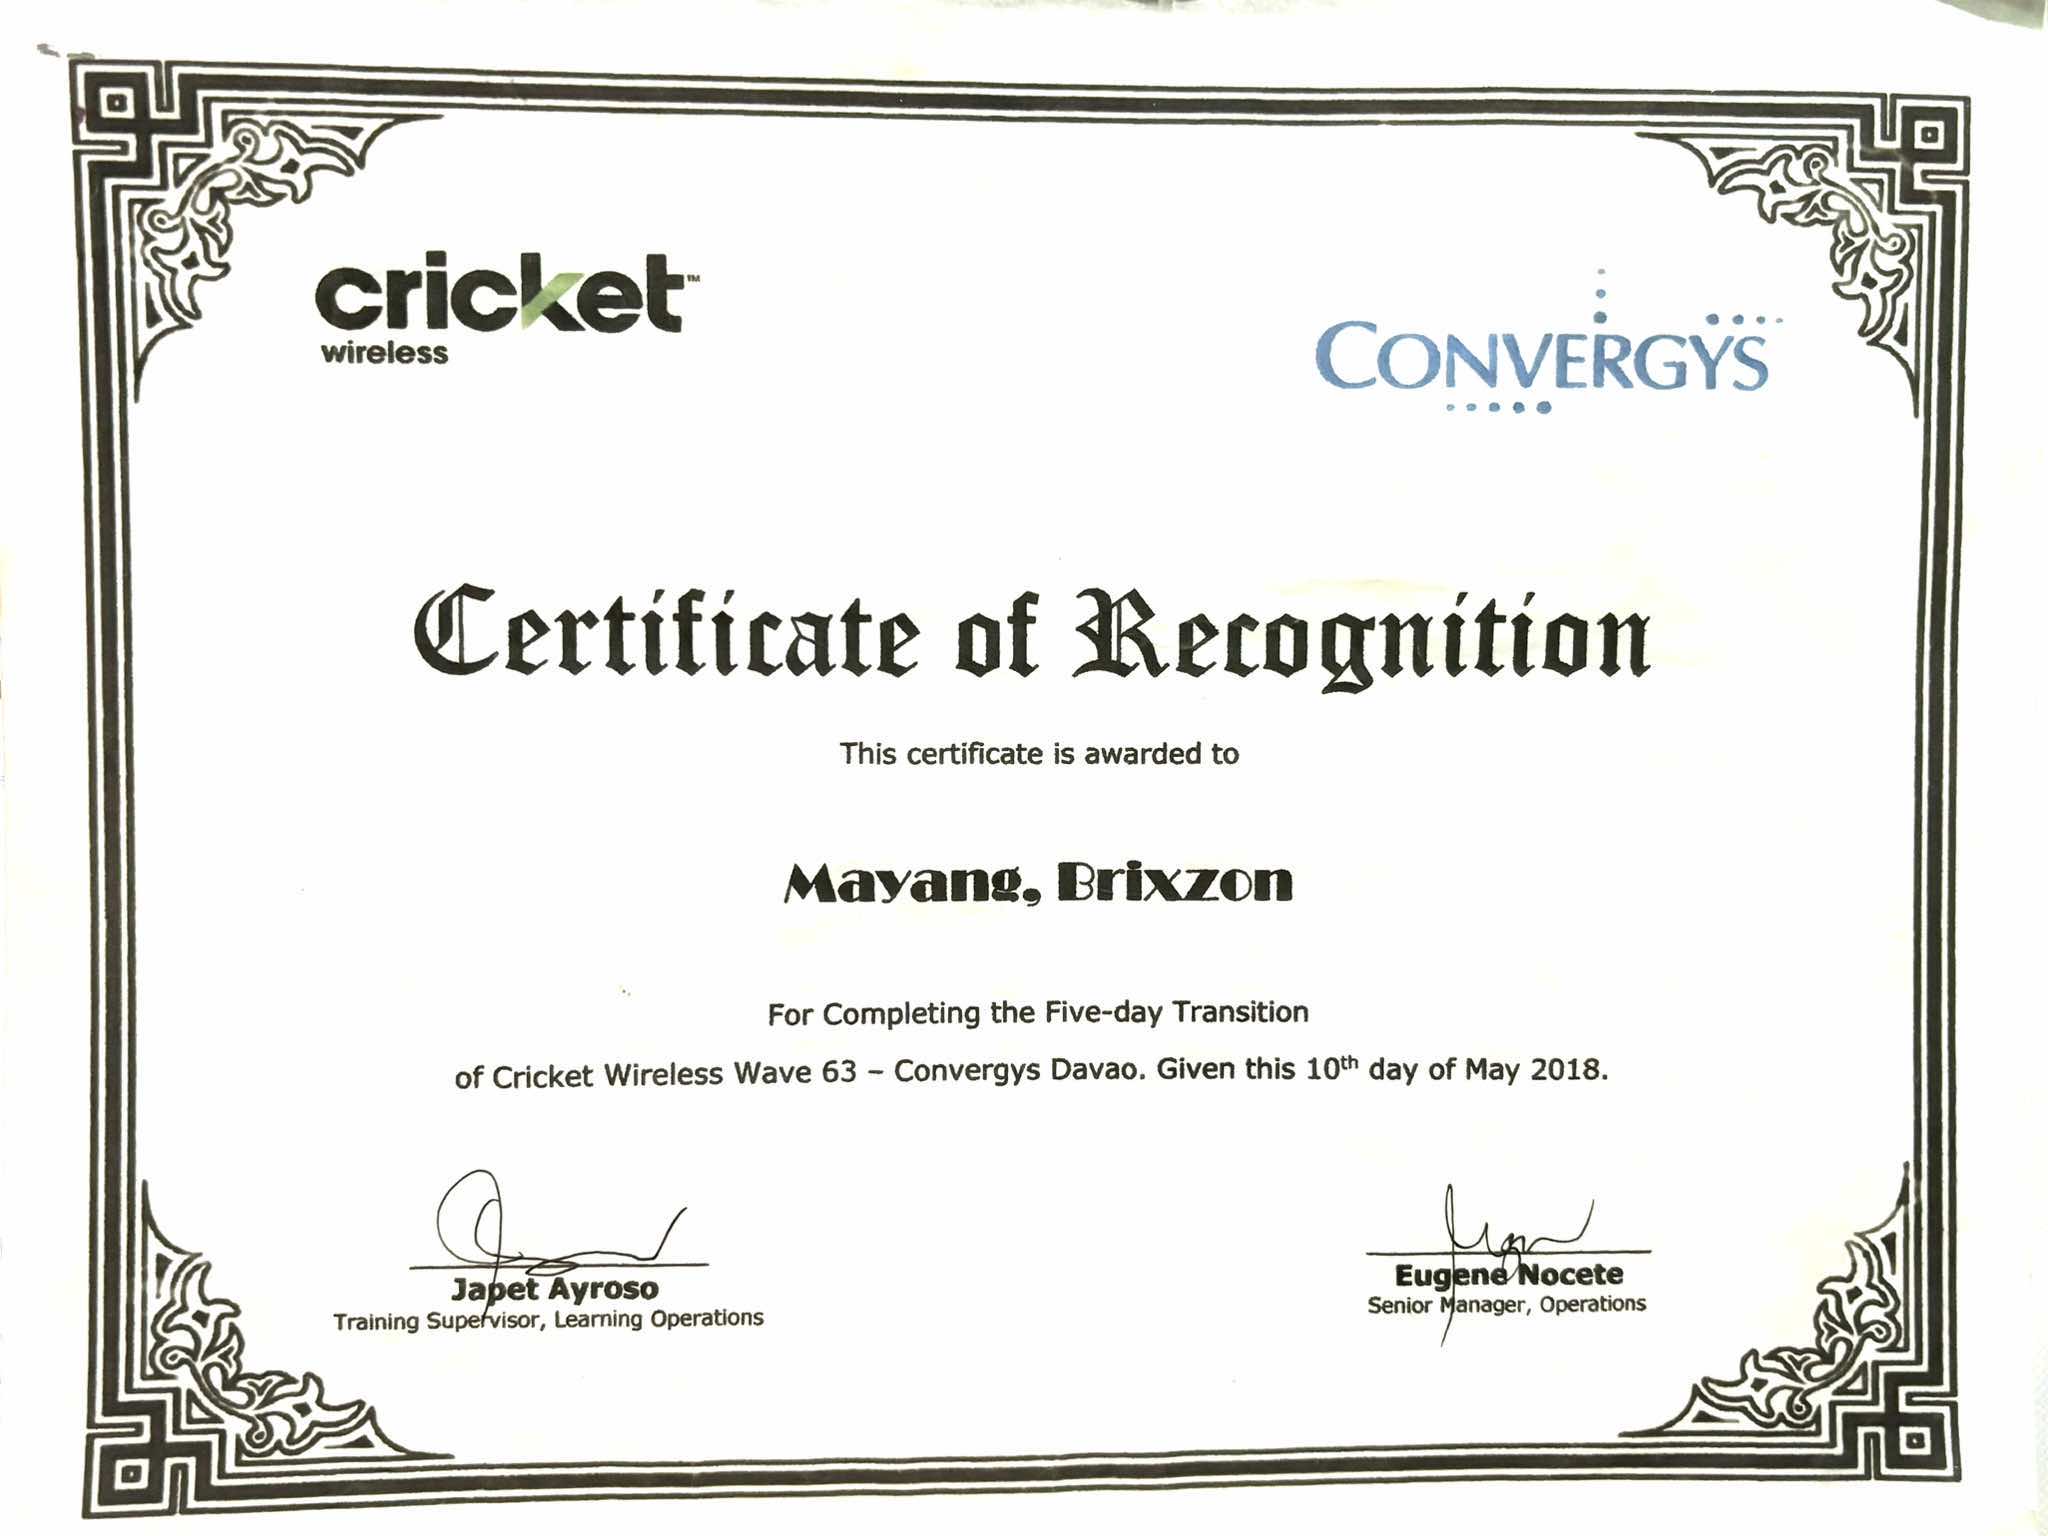 cricket™
wireless
CONVERGYS
Certificate of Recognition
This certificate is awarded to
Mayang, Brixzon
For Completing the Five-day Transition
of Cricket Wireless Wave 63 – Convergys Davao. Given this 10th day of May 2018.
Japet Ayroso
Training Supervisor, Learning Operations
Eugene Nocete
Senior Manager, Operations